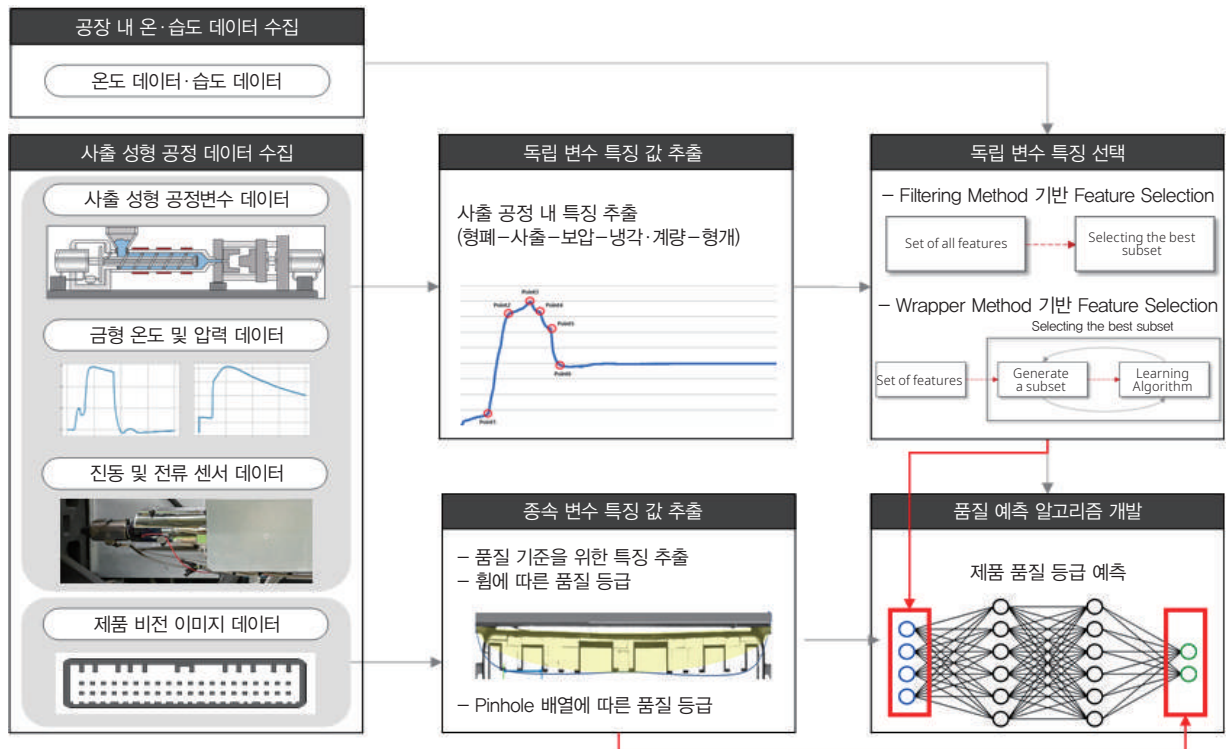 공장 내 온·습도 데이터 수집
온도 데이터·습도 데이터
사출 성형 공정 데이터 수집
사출 성형 공정변수 데이터
금형 온도 및 압력 데이터
진동 및 전류 센서 데이터
제품 비전 이미지 데이터
독립 변수 특징 값 추출
사출 공정 내 특징 추출
(형폐–사출–보압–냉각·계량–형개)
Point1
Point2
Point3
Point4
Point5
Point6
독립 변수 특징 선택
– Filtering Method 기반 Feature Selection
Set of all features
Selecting the best
subset
– Wrapper Method 기반 Feature Selection
Selecting the best subset
Set of features
Generate
a subset
Learning
Algorithm
종속 변수 특징 값 추출
– 품질 기준을 위한 특징 추출
– 휨에 따른 품질 등급
– Pinhole 배열에 따른 품질 등급
품질 예측 알고리즘 개발
제품 품질 등급 예측